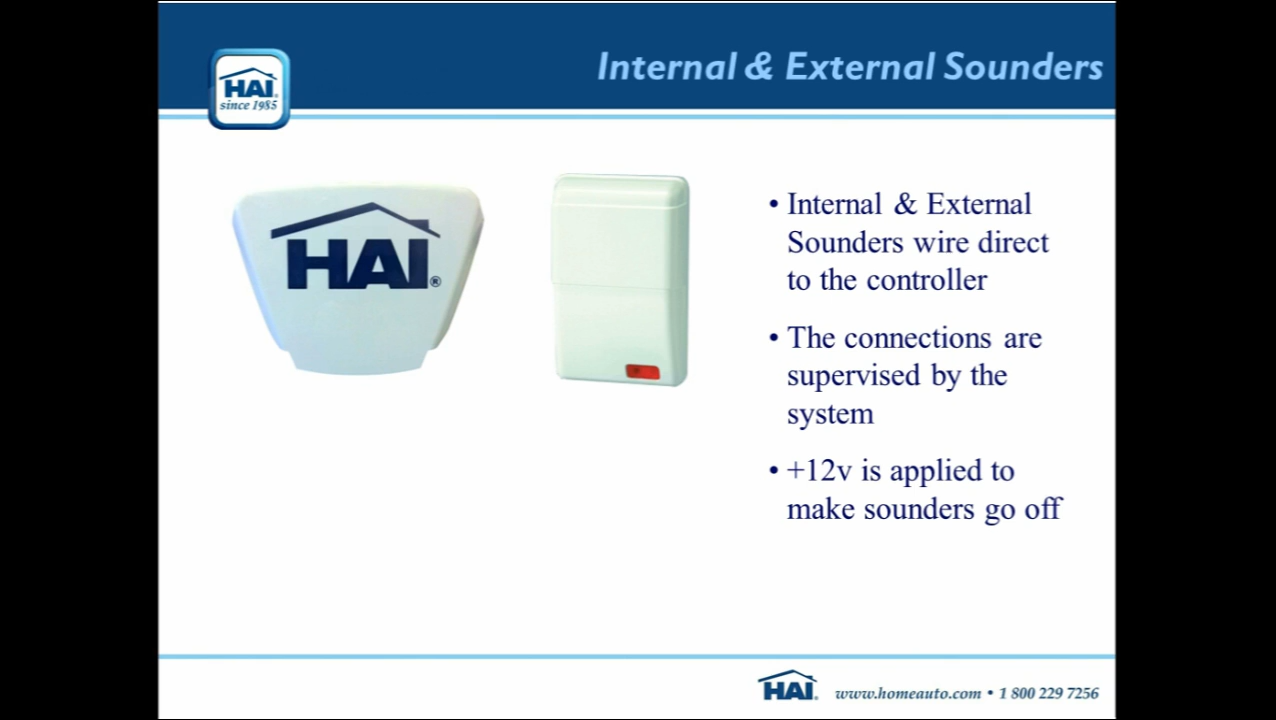 Internal & External Sounders
HAI®
since 1985
HAI®
• Internal & External
Sounders wire direct
to the controller
• The connections are
supervised by the
system
• +12v is applied to
make sounders go off
HAI®
www.homeauto.com • 1 800 229 7256